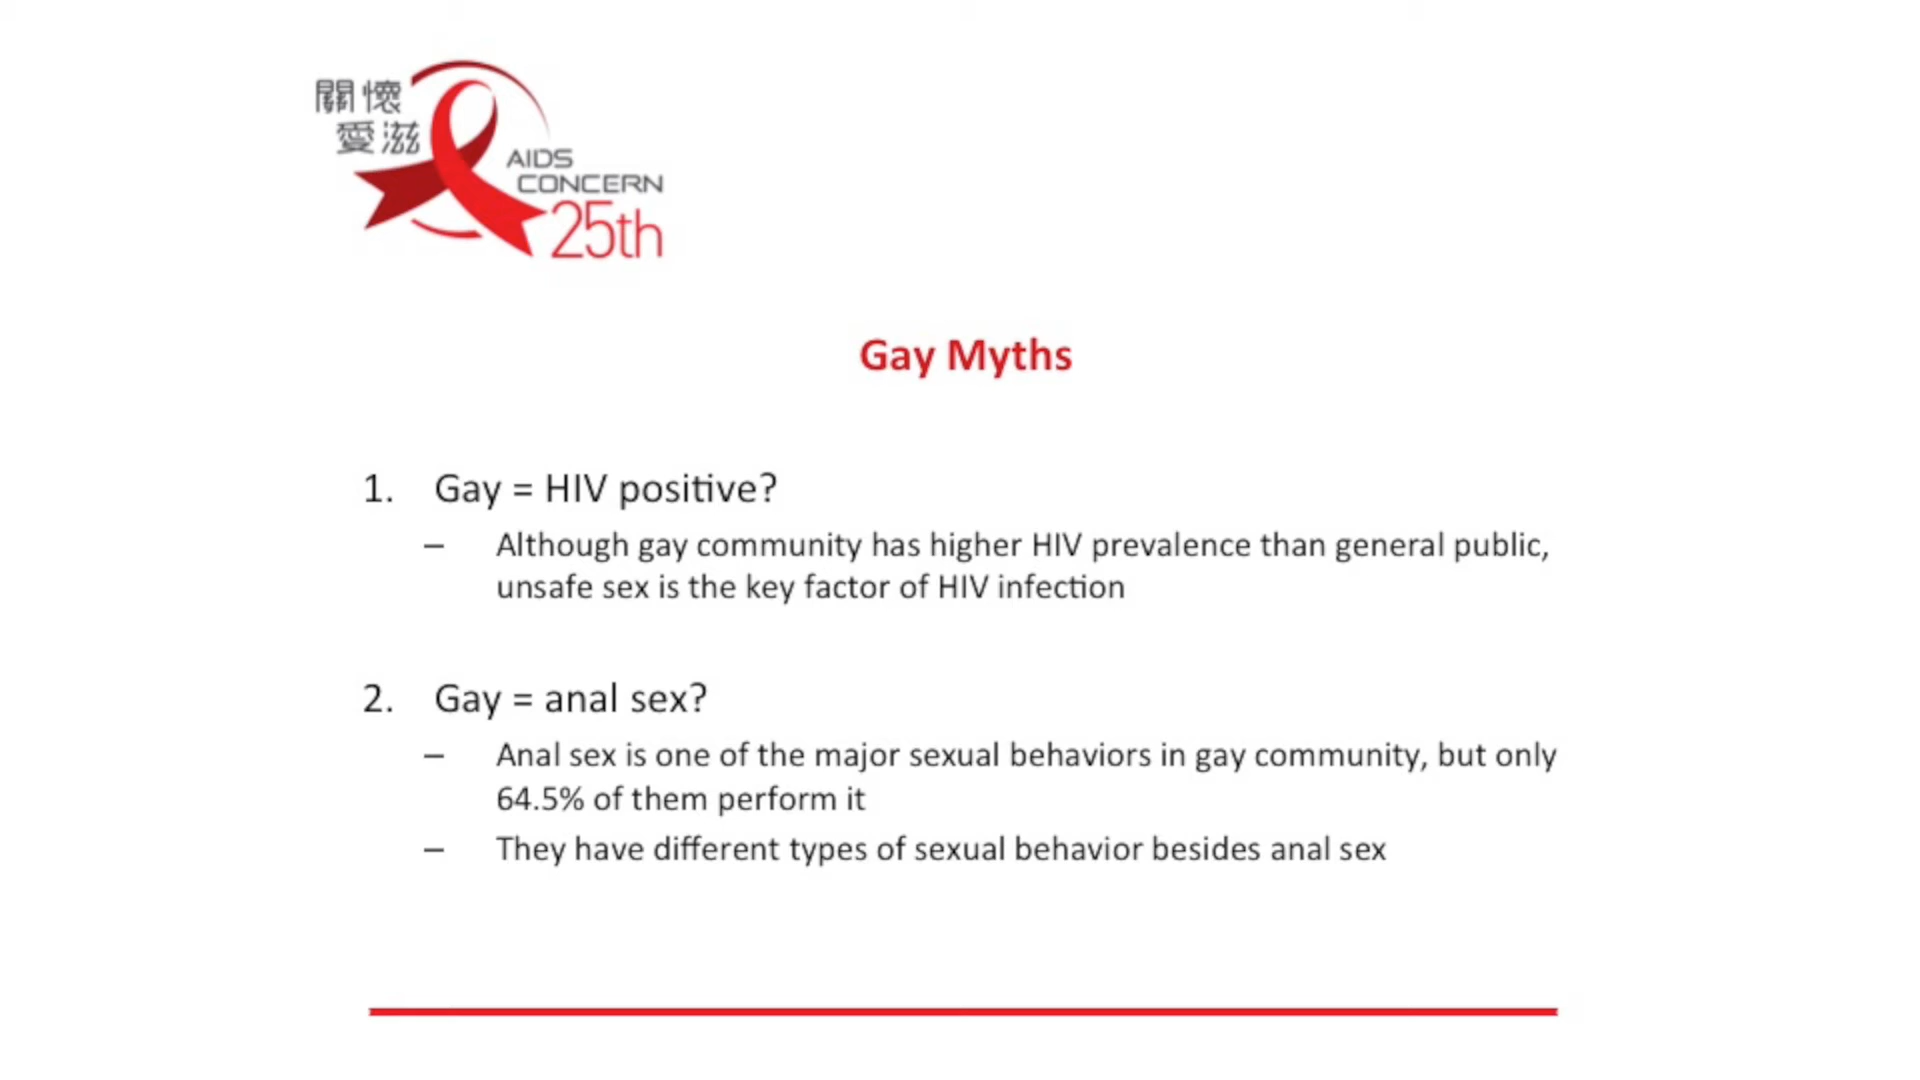 關懷
愛滋
AIDS
CONCERN
25th
Gay Myths
1. Gay = HIV positive?
– Although gay community has higher HIV prevalence than general public,
unsafe sex is the key factor of HIV infection
2. Gay = anal sex?
– Anal sex is one of the major sexual behaviors in gay community, but only
64.5% of them perform it
– They have different types of sexual behavior besides anal sex